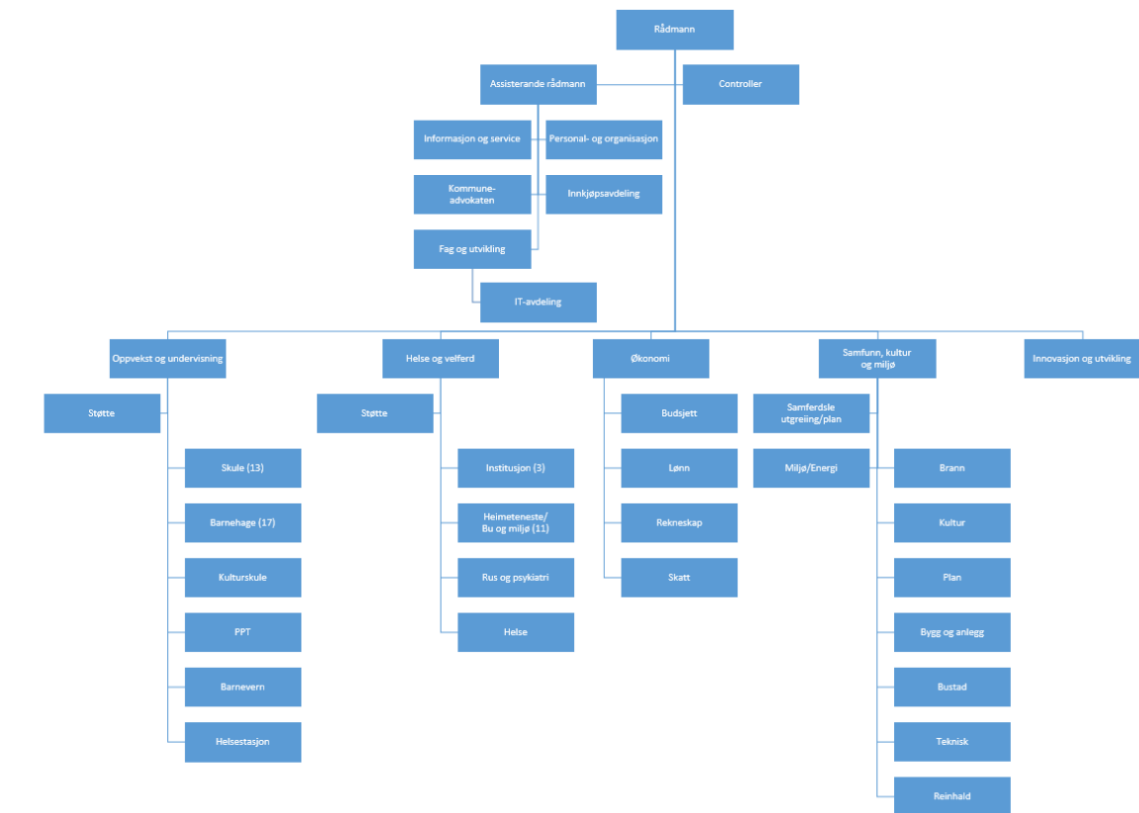 Rådmann
Assisterande rådmann
Controller
Informasjon og service
Personal- og organisasjon
Kommune-
advokaten
Innkjøpsavdeling
Fag og utvikling
IT-avdeling
Oppvekst og undervisning
Helse og velferd
Økonomi
Samfunn, kultur
og miljø
Innovasjon og utvikling
Støtte
Støtte
Budsjett
Samferdsle
utgreiing/plan
Skule (13)
Institusjon (3)
Lønn
Miljø/Energi
Brann
Barnehage (17)
Heimeteneste/
Bu og miljø (11)
Rekneskap
Kultur
Kulturskule
Rus og psykiatri
Skatt
Plan
PPT
Helse
Bygg og anlegg
Barnevern
Bustad
Helsestasjon
Teknisk
Reinhald